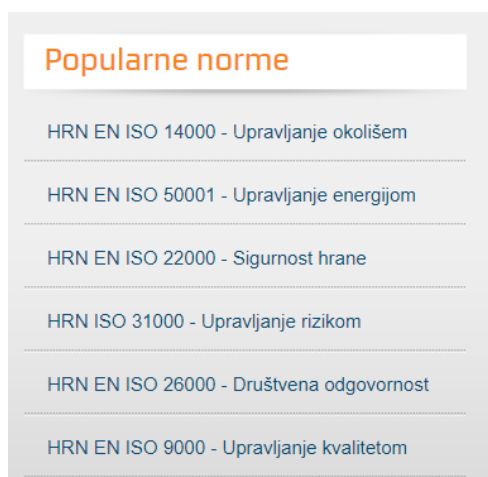 Popularne norme
HRN EN ISO 14000 - Upravljanje okolišem
HRN EN ISO 50001 - Upravljanje energijom
HRN EN ISO 22000 - Sigurnost hrane
HRN ISO 31000 - Upravljanje rizikom
HRN EN ISO 26000 - Društvena odgovornost
HRN EN ISO 9000 - Upravljanje kvalitetom